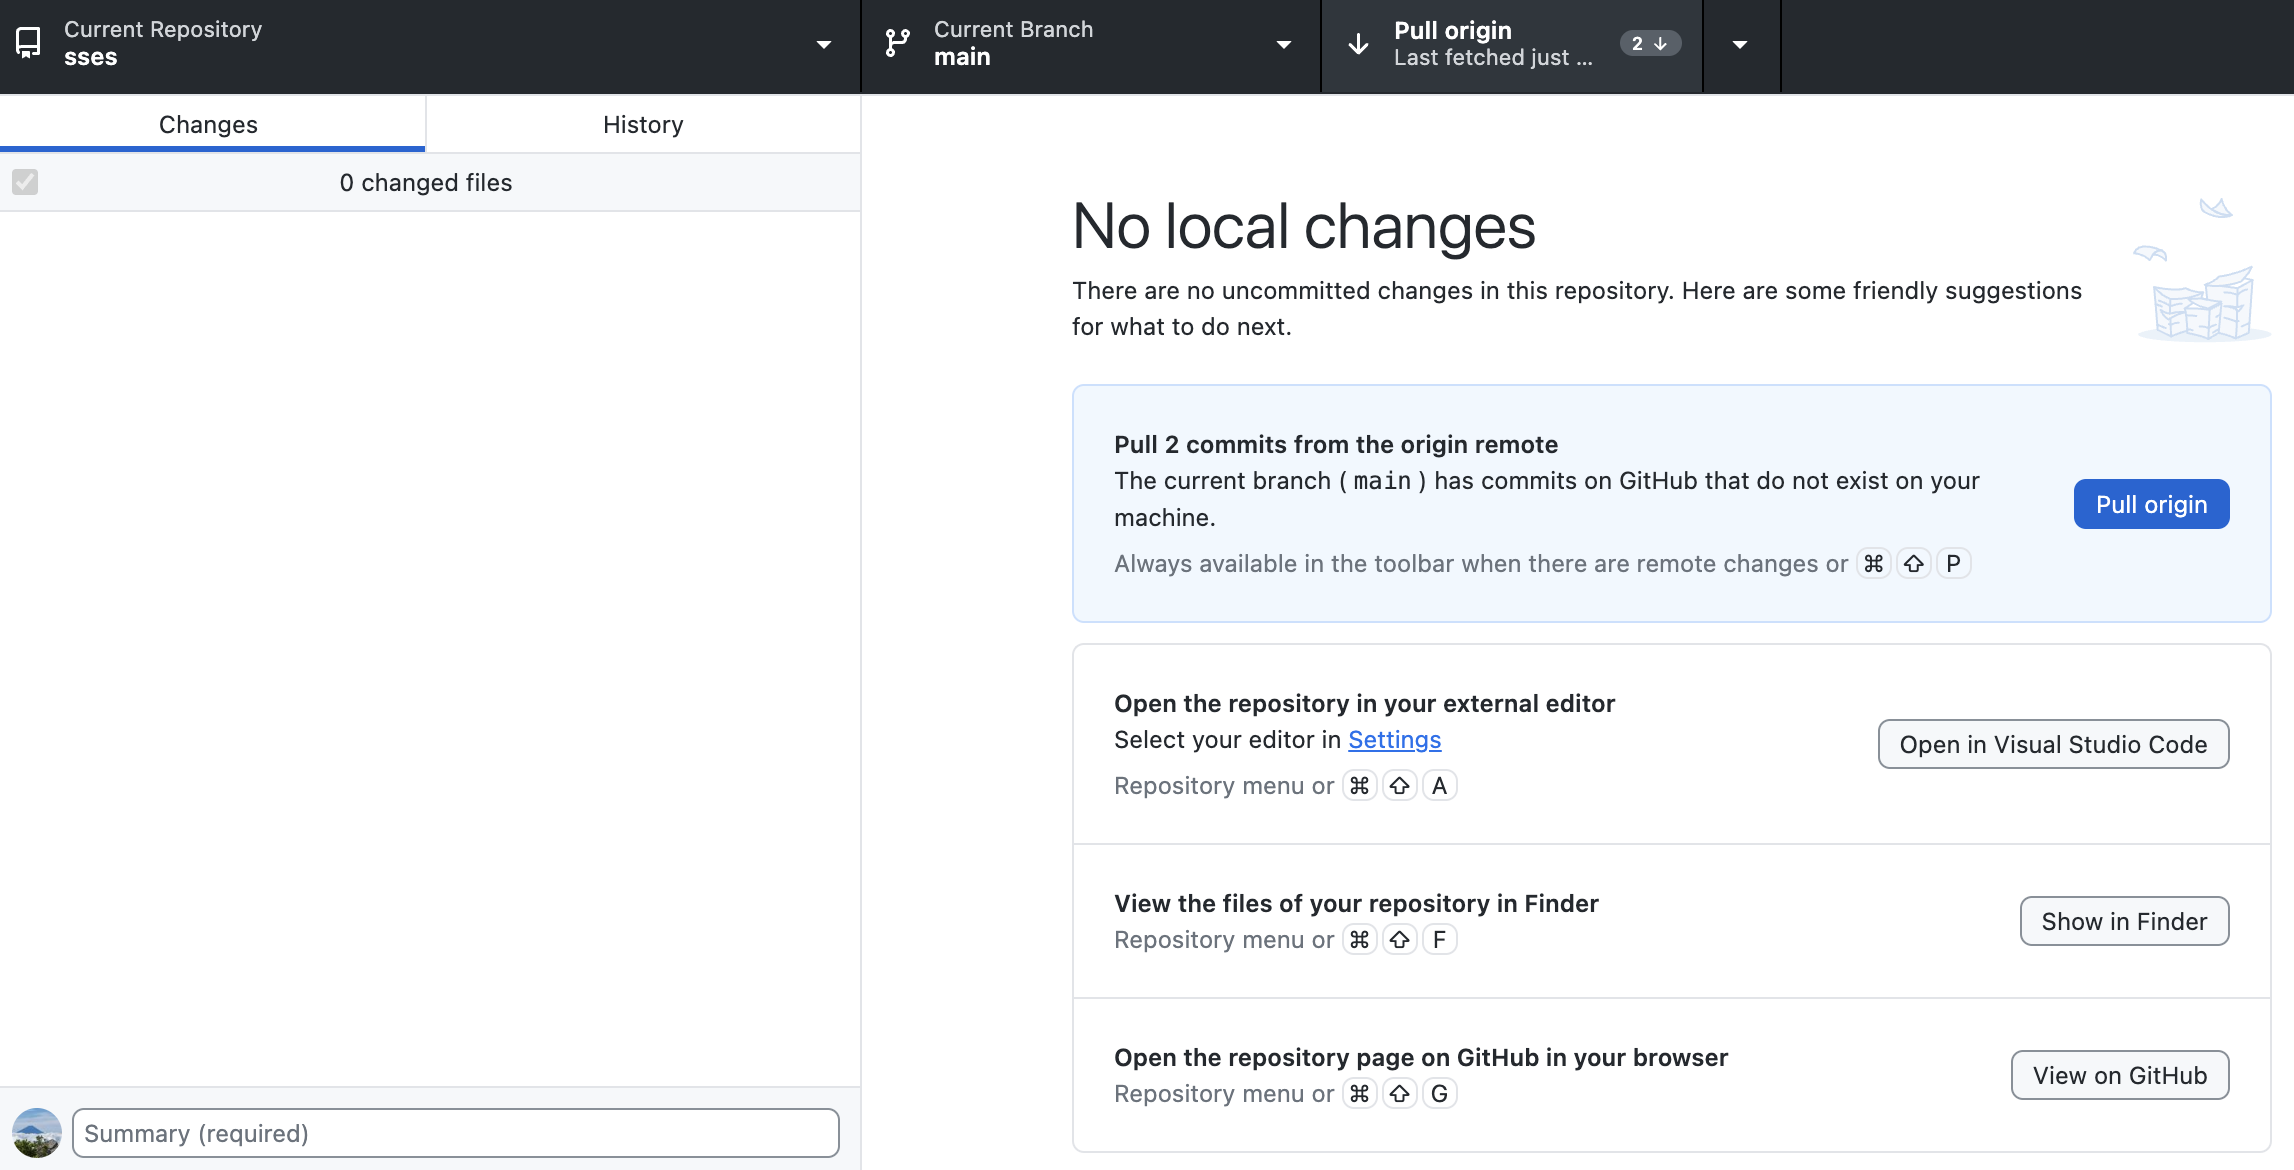 Current Repository
sses
Current Branch
main
Pull origin
Last fetched just ...
2
Changes
History
0 changed files
No local changes
There are no uncommitted changes in this repository. Here are some friendly suggestions
for what to do next.
Pull 2 commits from the origin remote
The current branch ( main ) has commits on GitHub that do not exist on your
machine.
Pull origin
Always available in the toolbar when there are remote changes or ⌘ ⇧ P
Open the repository in your external editor
Select your editor in Settings
Open in Visual Studio Code
Repository menu or ⌘ ⇧ A
View the files of your repository in Finder
Show in Finder
Repository menu or ⌘ ⇧ F
Open the repository page on GitHub in your browser
View on GitHub
Repository menu or ⌘ ⇧ G
Summary (required)